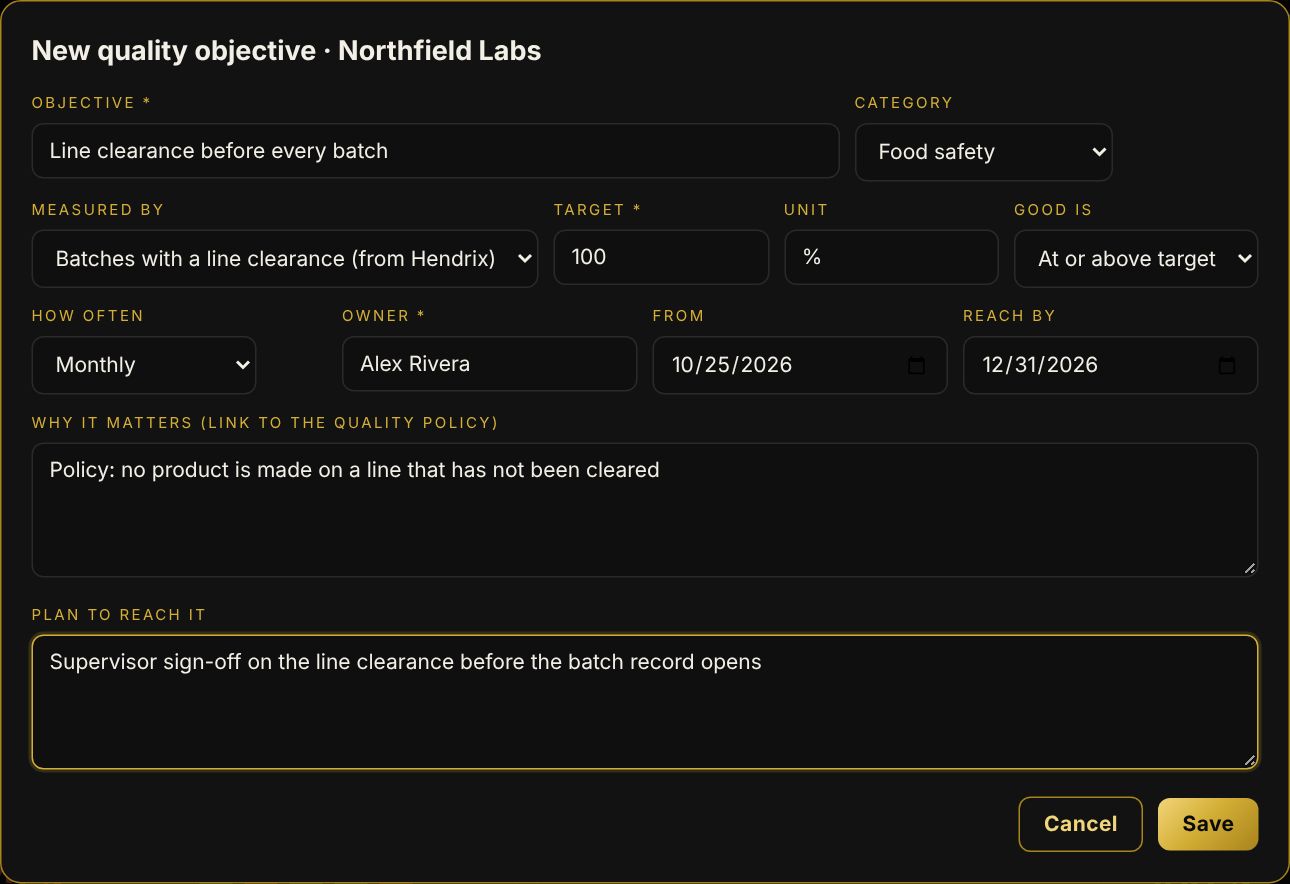 New quality objective · Northfield Labs
OBJECTIVE * CATEGORY
Line clearance before every batch Food safety
MEASURED BY TARGET * UNIT GOOD IS
Batches with a line clearance (from Hendrix) 100 % At or above target
HOW OFTEN OWNER * FROM REACH BY
Monthly Alex Rivera 10/25/2026 12/31/2026
WHY IT MATTERS (LINK TO THE QUALITY POLICY)
Policy: no product is made on a line that has not been cleared
PLAN TO REACH IT
Supervisor sign-off on the line clearance before the batch record opens
Cancel Save